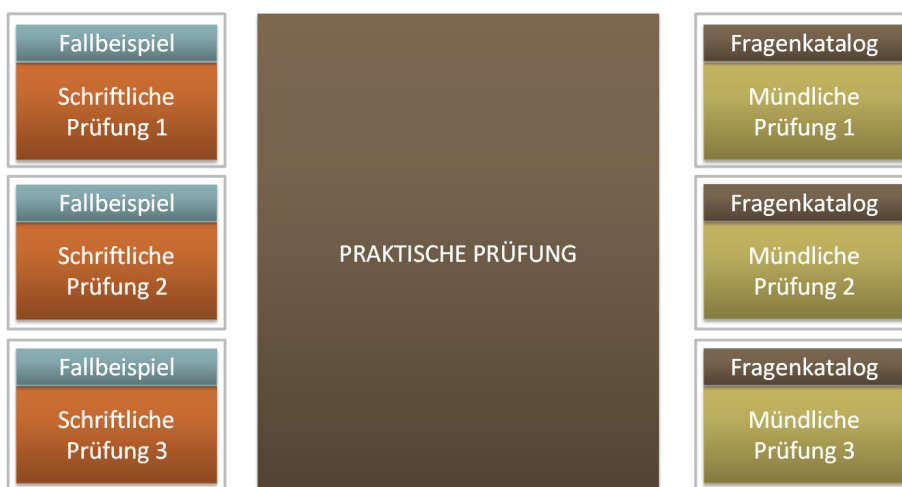 Fallbeispiel
Schriftliche
Prüfung 1
Fallbeispiel
Schriftliche
Prüfung 2
Fallbeispiel
Schriftliche
Prüfung 3
PRAKTISCHE PRÜFUNG
Fragenkatalog
Mündliche
Prüfung 1
Fragenkatalog
Mündliche
Prüfung 2
Fragenkatalog
Mündliche
Prüfung 3